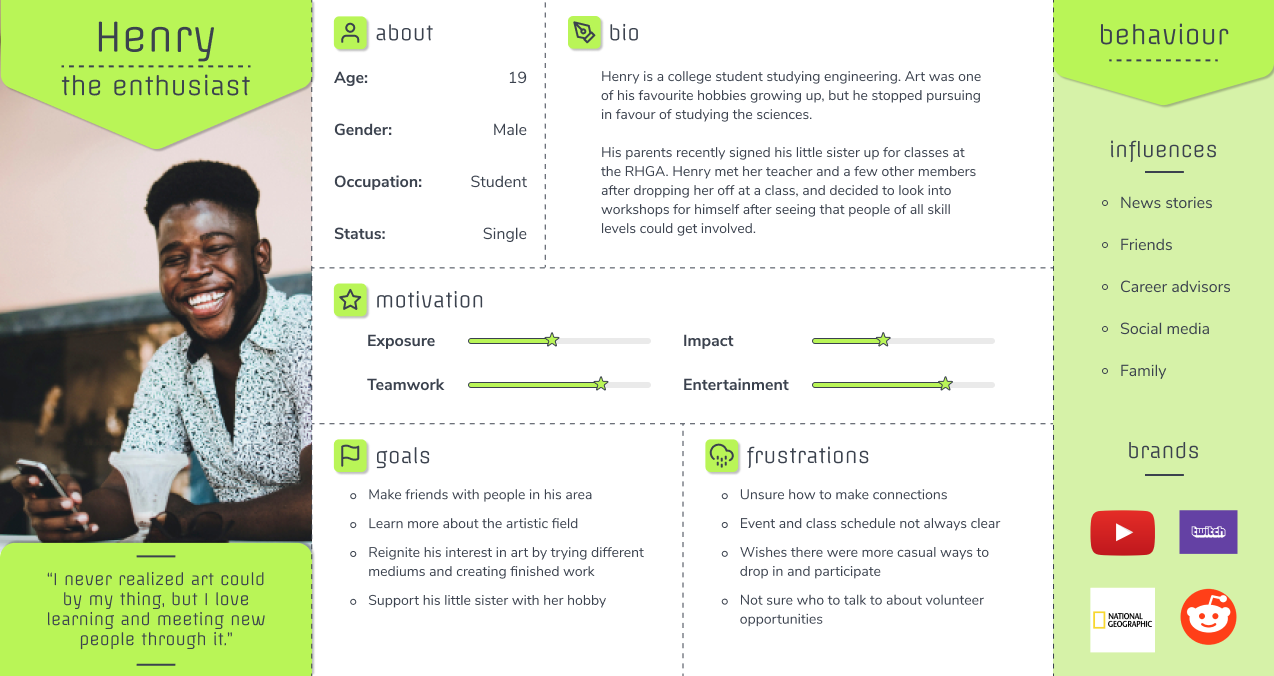 Henry
the enthusiast
"I never realized art could
by my thing, but I love
learning and meeting new
people through it."
about
Age: 19
Gender: Male
Occupation: Student
Status: Single
bio
Henry is a college student studying engineering. Art was one
of his favourite hobbies growing up, but he stopped pursuing
in favour of studying the sciences.
His parents recently signed his little sister up for classes at
the RHGA. Henry met her teacher and a few other members
after dropping her off at a class, and decided to look into
workshops for himself after seeing that people of all skill
levels could get involved.
motivation
Exposure
Impact
Teamwork
Entertainment
goals
Make friends with people in his area
Learn more about the artistic field
Reignite his interest in art by trying different
mediums and creating finished work
Support his little sister with her hobby
frustrations
Unsure how to make connections
Event and class schedule not always clear
Wishes there were more casual ways to
drop in and participate
Not sure who to talk to about volunteer
opportunities
behaviour
influences
News stories
Friends
Career advisors
Social media
Family
brands
twitch
NATIONAL
GEOGRAPHIC